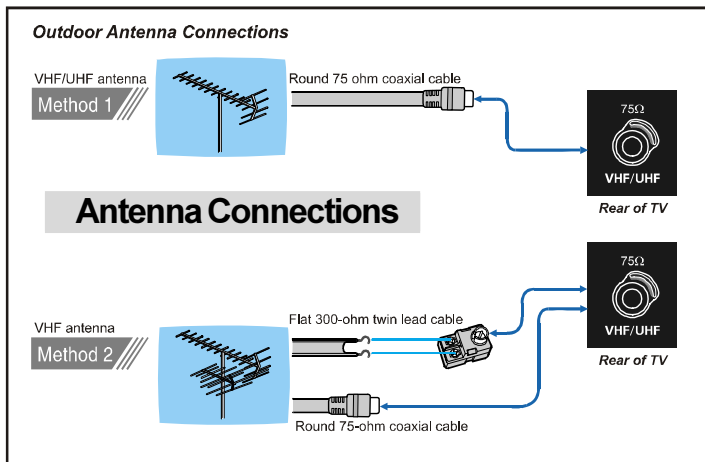 Outdoor Antenna Connections
VHF/UHF antenna
Method 1
Round 75 ohm coaxial cable
75Ω
VHF/UHF
Rear of TV
Antenna Connections
VHF antenna
Method 2
Flat 300-ohm twin lead cable
75Ω
VHF/UHF
Rear of TV
Round 75-ohm coaxial cable